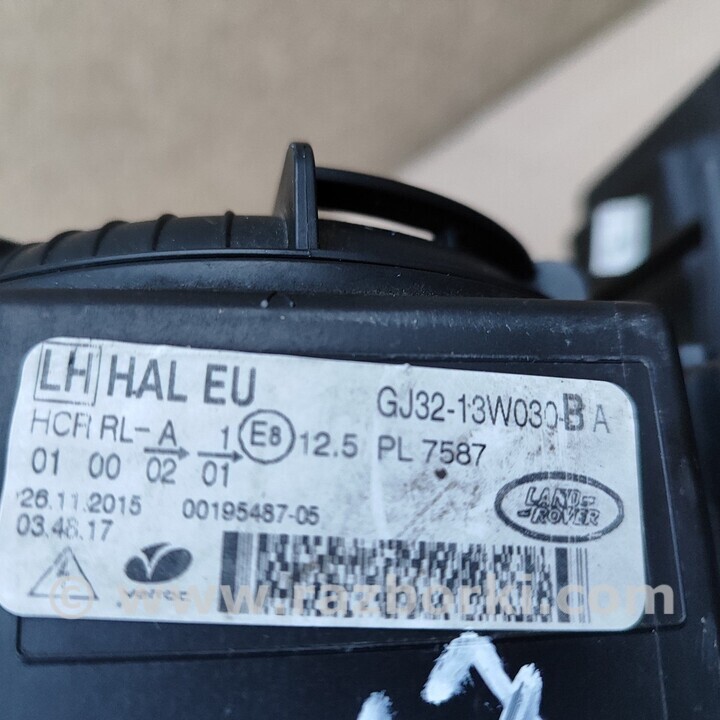 LH HAL EU GJ32-13W030-B A
HCR RL-A 1 E8 12.5 PL 7587
01 00 02 01
26.11.2015 00195487-05
03.48.17
LAND-
-ROVER
Valeo
© www.razborki.com